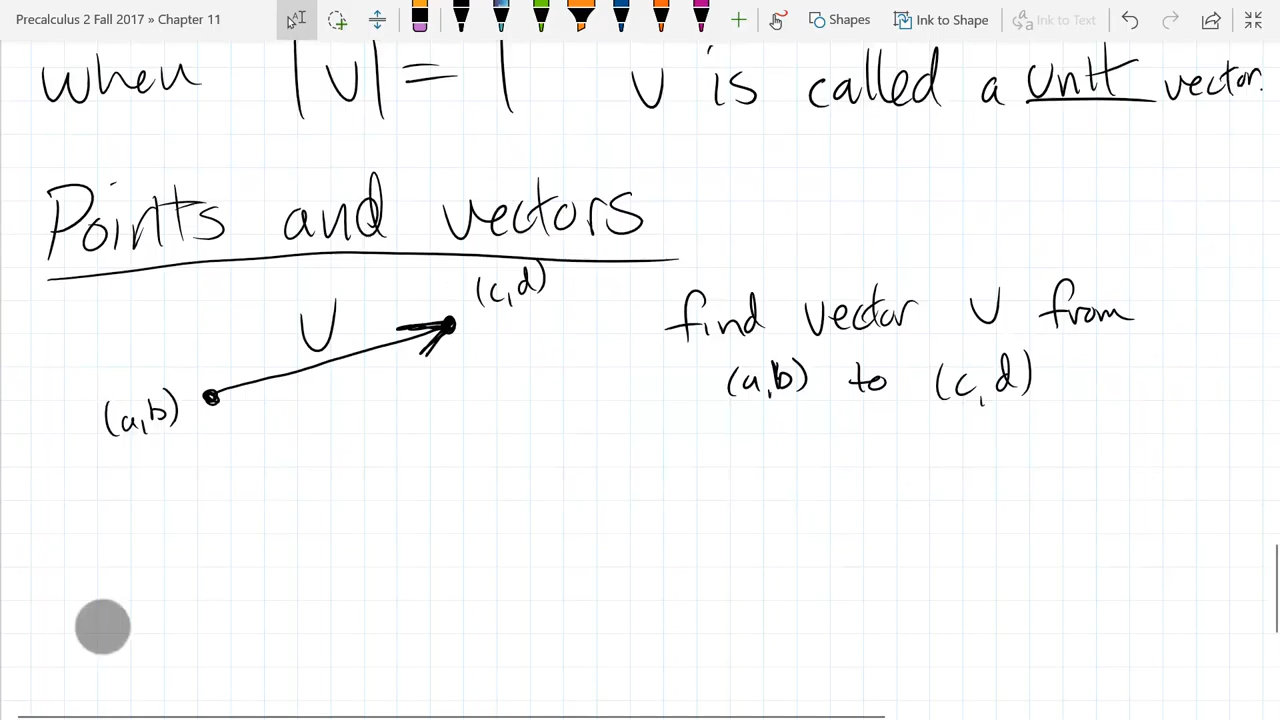 Precalculus 2 Fall 2017 » Chapter 11
Shapes
Ink to Shape
Ink to Text
when |v| = 1 v is called a unit vector.
Points and vectors
(c,d)
v
(a,b)
find vector v from
(a,b) to (c,d)